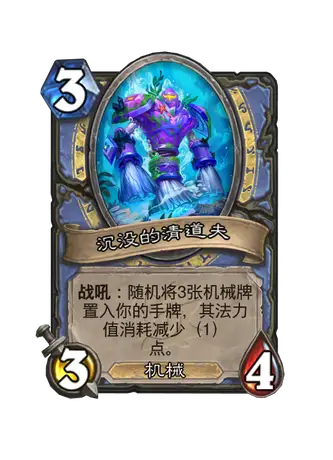 3
沉没的清道夫
战吼：随机将3张机械牌
置入你的手牌，其法力
值消耗减少（1）
点。
3
机械
4